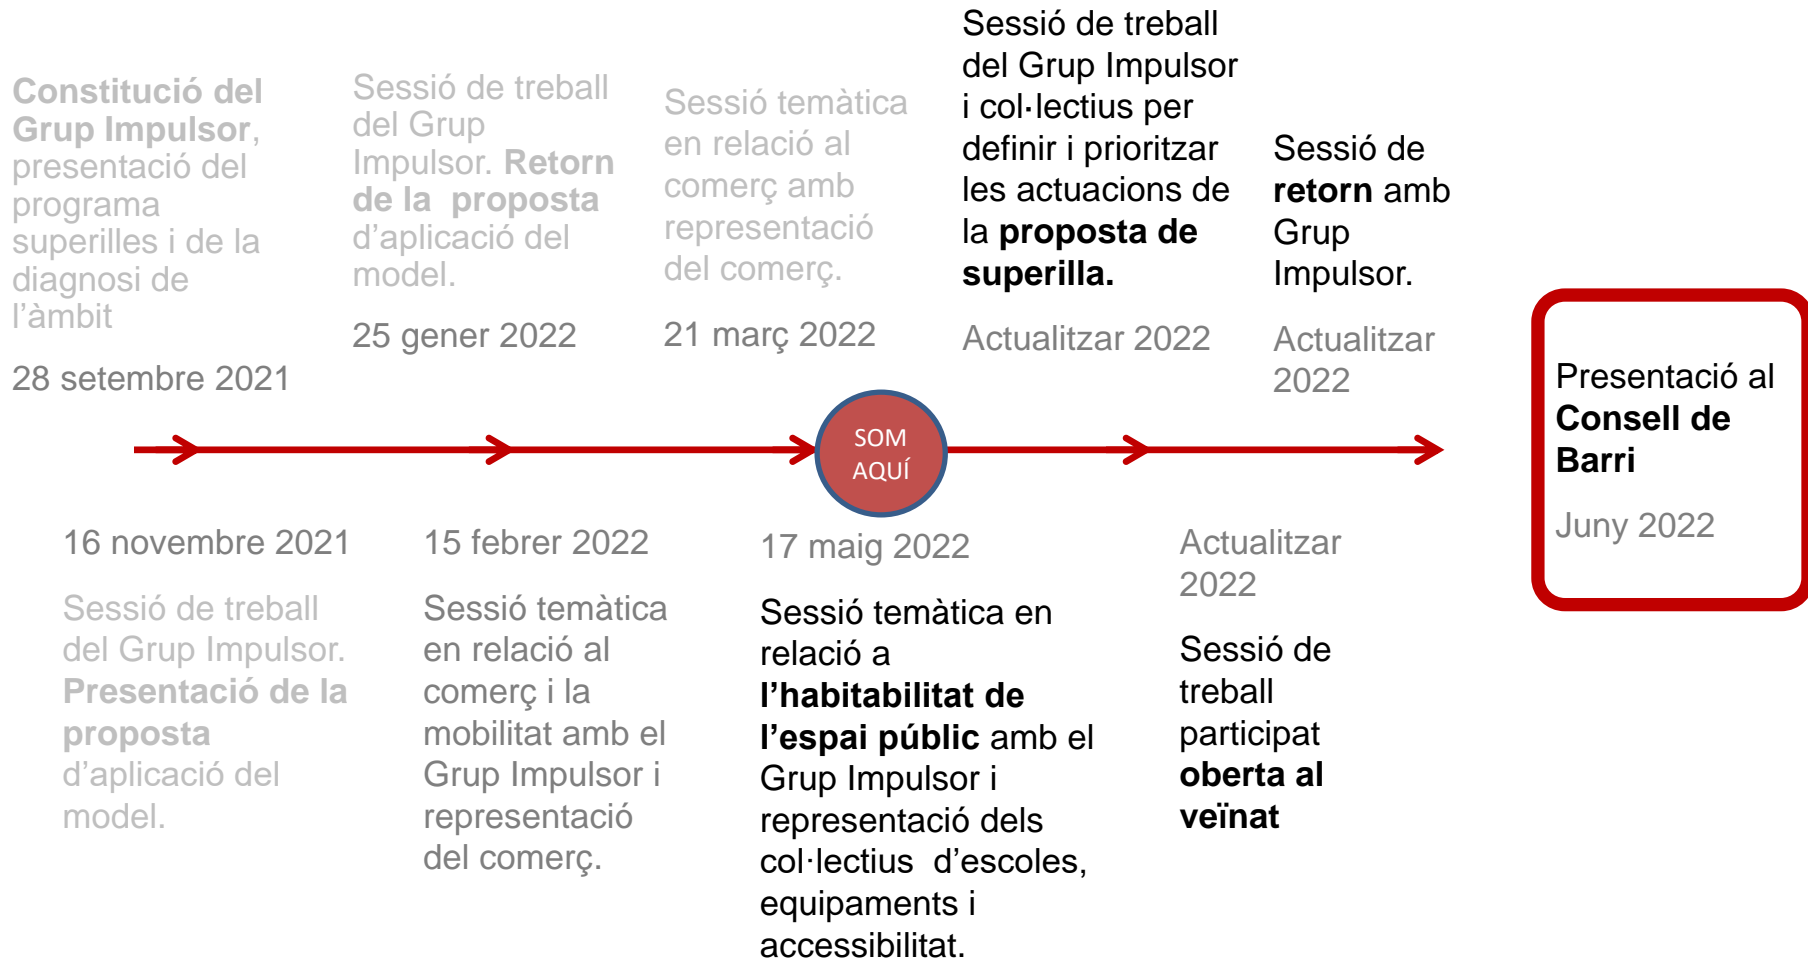 Constitució del
Grup Impulsor,
presentació del
programa
superilles i de la
diagnosi de
l'àmbit
28 setembre 2021
Sessió de treball
del Grup
Impulsor. Retorn
de la proposta
d'aplicació del
model.
25 gener 2022
Sessió temàtica
en relació al
comerç amb
representació
del comerç.
21 març 2022
Sessió de treball
del Grup Impulsor
i col·lectius per
definir i prioritzar
les actuacions de
la proposta de
superilla.
Actualitzar 2022
Sessió de
retorn amb
Grup
Impulsor.
Actualitzar
2022
Presentació al
Consell de
Barri
Juny 2022
SOM
AQUÍ
16 novembre 2021
Sessió de treball
del Grup Impulsor.
Presentació de la
proposta
d'aplicació del
model.
15 febrer 2022
Sessió temàtica
en relació al
comerç i la
mobilitat amb el
Grup Impulsor i
representació
del comerç.
17 maig 2022
Sessió temàtica en
relació a
l'habitabilitat de
l'espai públic amb el
Grup Impulsor i
representació dels
col·lectius d'escoles,
equipaments i
accessibilitat.
Actualitzar
2022
Sessió de
treball
participat
oberta al
veïnat